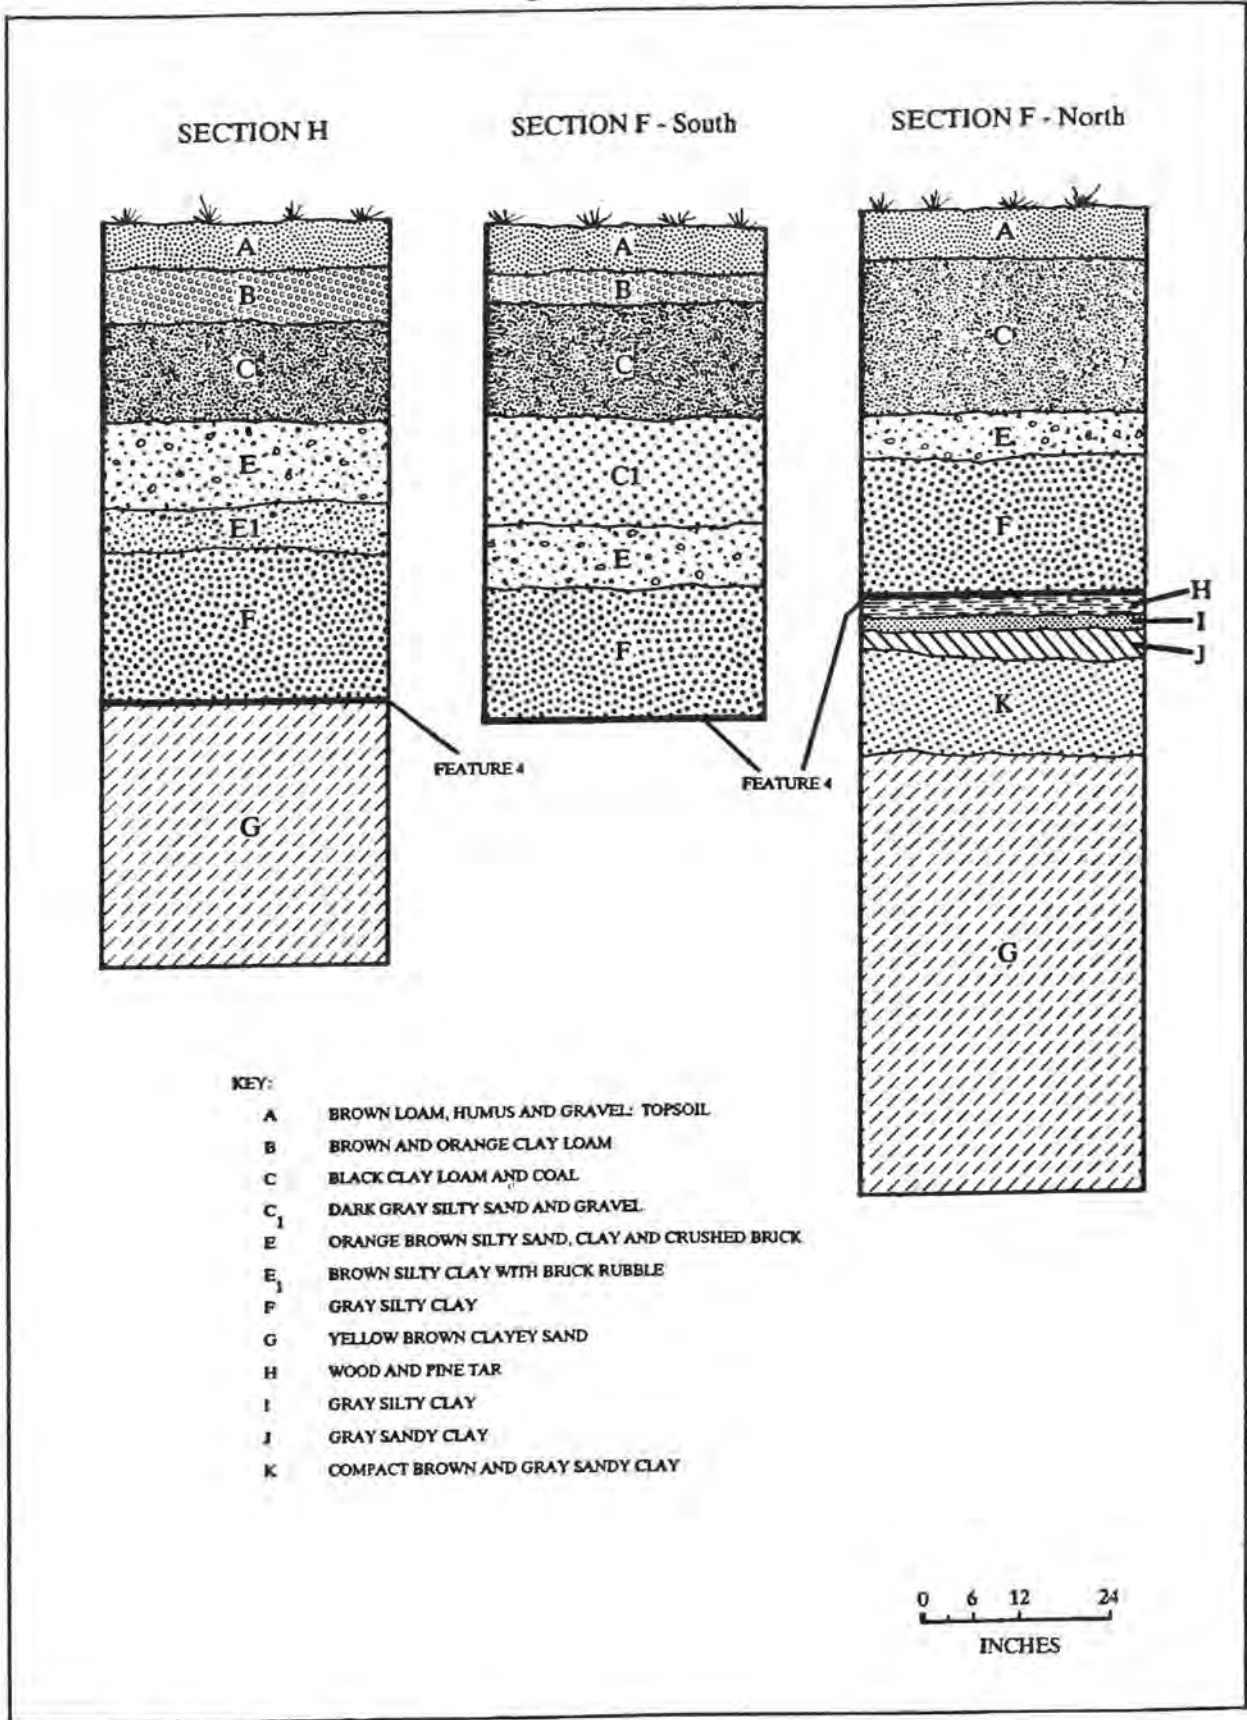 SECTION H
A
B
C
E
E1
F
G
FEATURE 4
SECTION F - South
A
B
C
C1
E
F
FEATURE 4
SECTION F - North
A
C
E
F
H
I
J
K
G
KEY:
A BROWN LOAM, HUMUS AND GRAVEL: TOPSOIL
B BROWN AND ORANGE CLAY LOAM
C BLACK CLAY LOAM AND COAL
C1 DARK GRAY SILTY SAND AND GRAVEL
E ORANGE BROWN SILTY SAND, CLAY AND CRUSHED BRICK
E1 BROWN SILTY CLAY WITH BRICK RUBBLE
F GRAY SILTY CLAY
G YELLOW BROWN CLAYEY SAND
H WOOD AND PINE TAR
I GRAY SILTY CLAY
J GRAY SANDY CLAY
K COMPACT BROWN AND GRAY SANDY CLAY
0 6 12 24
INCHES